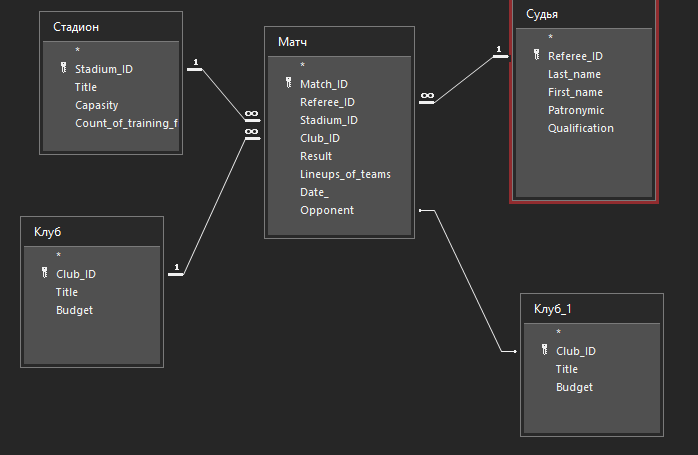 Стадион
*
Stadium_ID
Title
Capasity
Count_of_training_f
Матч
*
Match_ID
Referee_ID
Stadium_ID
Club_ID
Result
Lineups_of_teams
Date_
Opponent
Судья
*
Referee_ID
Last_name
First_name
Patronymic
Qualification
Клуб
*
Club_ID
Title
Budget
Клуб_1
*
Club_ID
Title
Budget
1
∞
∞
1
∞
1